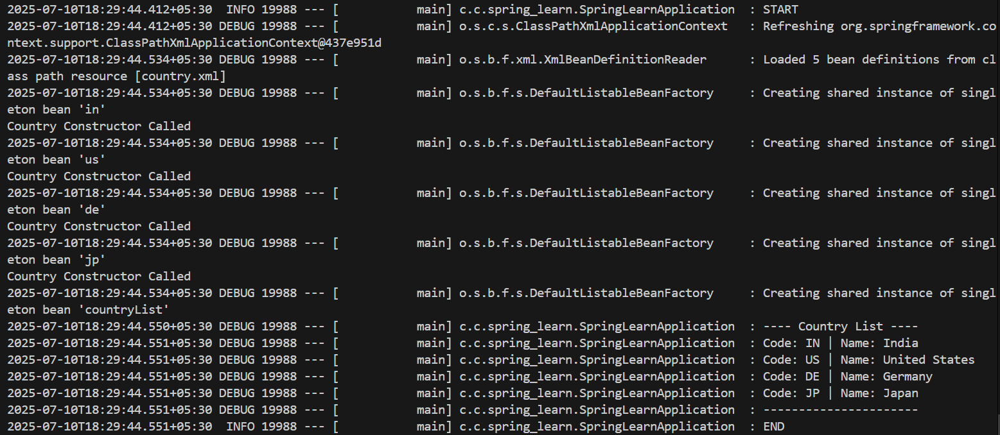 2025-07-10T18:29:44.412+05:30  INFO 19988 --- [           main] c.c.spring_learn.SpringLearnApplication  : START
2025-07-10T18:29:44.412+05:30 DEBUG 19988 --- [           main] o.s.c.s.ClassPathXmlApplicationContext   : Refreshing org.springframework.co
ntext.support.ClassPathXmlApplicationContext@437e951d
2025-07-10T18:29:44.534+05:30 DEBUG 19988 --- [           main] o.s.b.f.xml.XmlBeanDefinitionReader      : Loaded 5 bean definitions from cl
ass path resource [country.xml]
2025-07-10T18:29:44.534+05:30 DEBUG 19988 --- [           main] o.s.b.f.s.DefaultListableBeanFactory     : Creating shared instance of singl
eton bean 'in'
Country Constructor Called
2025-07-10T18:29:44.534+05:30 DEBUG 19988 --- [           main] o.s.b.f.s.DefaultListableBeanFactory     : Creating shared instance of singl
eton bean 'us'
Country Constructor Called
2025-07-10T18:29:44.534+05:30 DEBUG 19988 --- [           main] o.s.b.f.s.DefaultListableBeanFactory     : Creating shared instance of singl
eton bean 'de'
Country Constructor Called
2025-07-10T18:29:44.534+05:30 DEBUG 19988 --- [           main] o.s.b.f.s.DefaultListableBeanFactory     : Creating shared instance of singl
eton bean 'jp'
Country Constructor Called
2025-07-10T18:29:44.534+05:30 DEBUG 19988 --- [           main] o.s.b.f.s.DefaultListableBeanFactory     : Creating shared instance of singl
eton bean 'countryList'
2025-07-10T18:29:44.550+05:30 DEBUG 19988 --- [           main] c.c.spring_learn.SpringLearnApplication  : ---- Country List ----
2025-07-10T18:29:44.551+05:30 DEBUG 19988 --- [           main] c.c.spring_learn.SpringLearnApplication  : Code: IN | Name: India
2025-07-10T18:29:44.551+05:30 DEBUG 19988 --- [           main] c.c.spring_learn.SpringLearnApplication  : Code: US | Name: United States
2025-07-10T18:29:44.551+05:30 DEBUG 19988 --- [           main] c.c.spring_learn.SpringLearnApplication  : Code: DE | Name: Germany
2025-07-10T18:29:44.551+05:30 DEBUG 19988 --- [           main] c.c.spring_learn.SpringLearnApplication  : Code: JP | Name: Japan
2025-07-10T18:29:44.551+05:30 DEBUG 19988 --- [           main] c.c.spring_learn.SpringLearnApplication  : ----------------------
2025-07-10T18:29:44.551+05:30  INFO 19988 --- [           main] c.c.spring_learn.SpringLearnApplication  : END